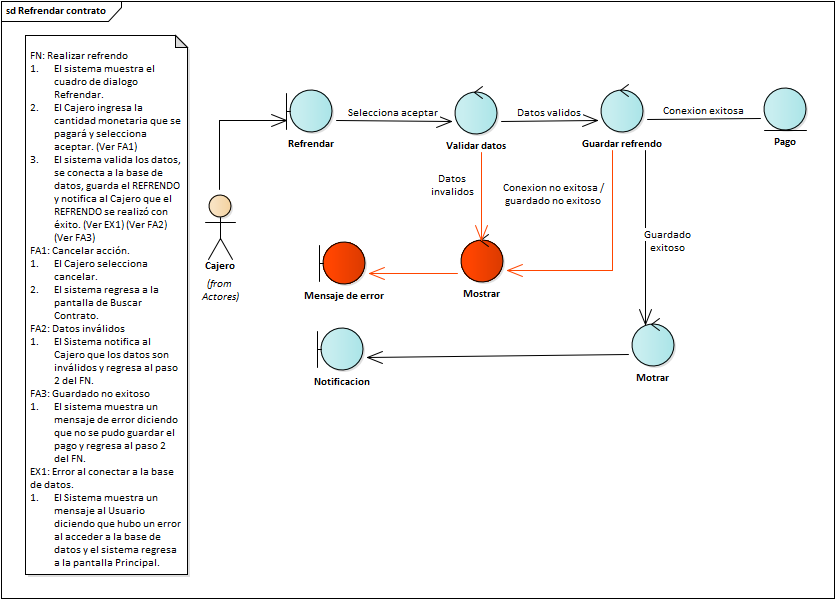 sd Refrendar contrato
FN: Realizar refrendo
1. El sistema muestra el
cuadro de dialogo
Refrendar.
2. El Cajero ingresa la
cantidad monetaria que se
pagará y selecciona
aceptar. (Ver FA1)
3. El sistema valida los datos,
se conecta a la base de
datos, guarda el REFRENDO
y notifica al Cajero que el
REFRENDO se realizó con
éxito. (Ver EX1) (Ver FA2)
(Ver FA3)
FA1: Cancelar acción.
1. El Cajero selecciona
cancelar.
2. El sistema regresa a la
pantalla de Buscar
Contrato.
FA2: Datos inválidos
1. El Sistema notifica al
Cajero que los datos son
inválidos y regresa al paso
2 del FN.
FA3: Guardado no exitoso
1. El sistema muestra un
mensaje de error diciendo
que no se pudo guardar el
pago y regresa al paso 2
del FN.
EX1: Error al conectar a la base
de datos.
1. El Sistema muestra un
mensaje al Usuario
diciendo que hubo un error
al acceder a la base de
datos y el sistema regresa
a la pantalla Principal.
Cajero
(from
Actores)
Refrendar
Selecciona aceptar
Validar datos
Datos validos
Guardar refrendo
Conexion exitosa
Pago
Datos
invalidos
Conexion no exitosa /
guardado no exitoso
Guardado
exitoso
Mensaje de error
Mostrar
Notificacion
Motrar